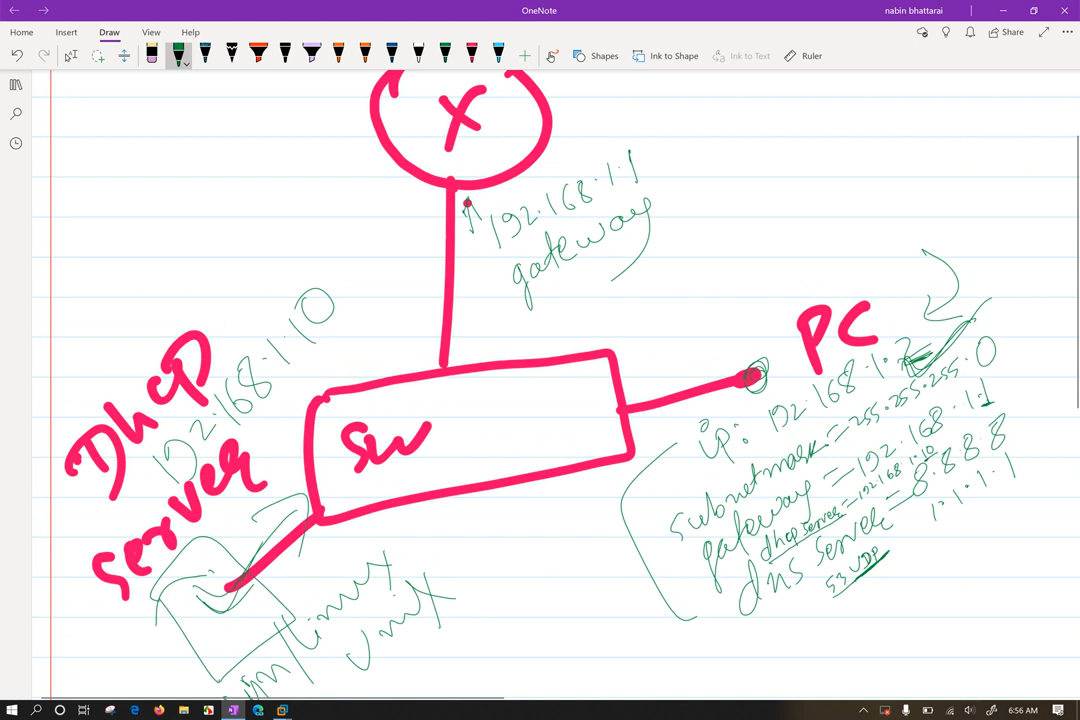 OneNote
nabin bhattarai
Home
Insert
Draw
View
Help
Share
Shapes
Ink to Shape
Ink to Text
Ruler
X
192.168.1.1
gateway
PC
Dhcp
server
192.168.1.10
sw
ip: 192.168.1.2
subnetmask = 255.255.255.0
gateway = 192.168.1.1
dhcp server = 192.168.1.10
dns server = 8.8.8.8
1.1.1.1
53 UDP
win/linux
unix
6:56 AM